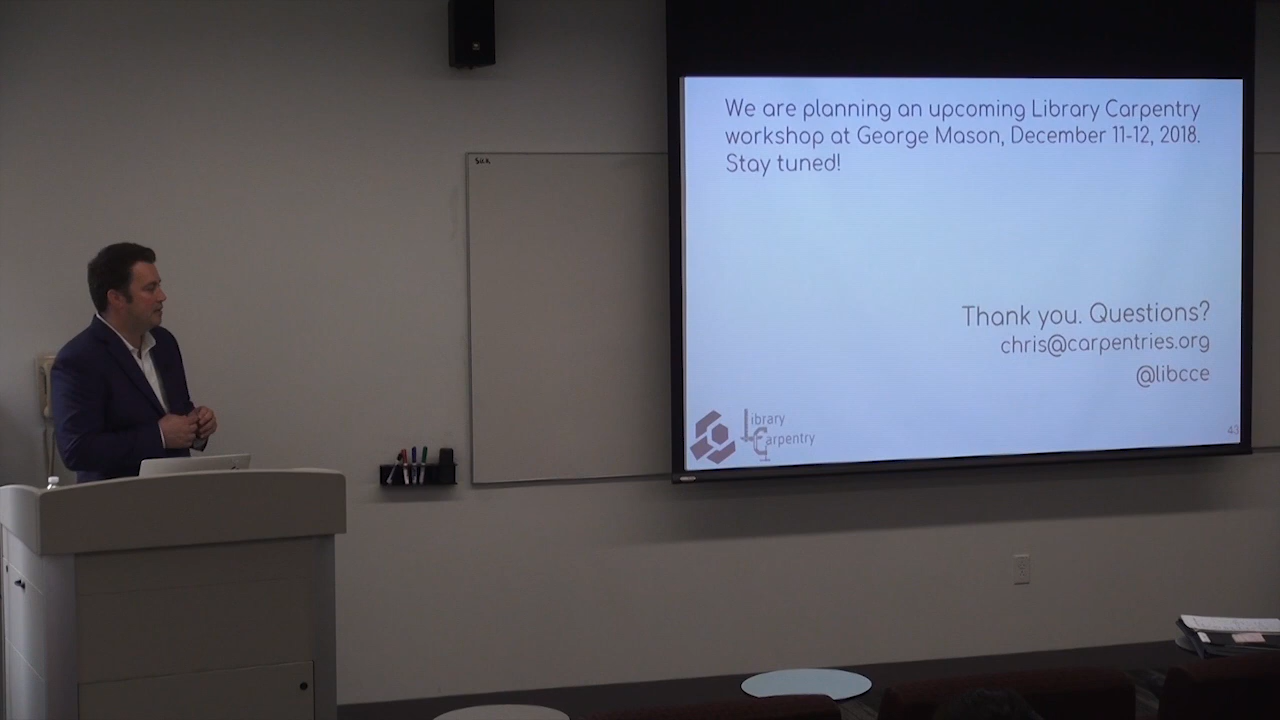 We are planning an upcoming Library Carpentry
workshop at George Mason, December 11-12, 2018.
Stay tuned!
Thank you. Questions?
chris@carpentries.org
@libcce
Library
Carpentry
43